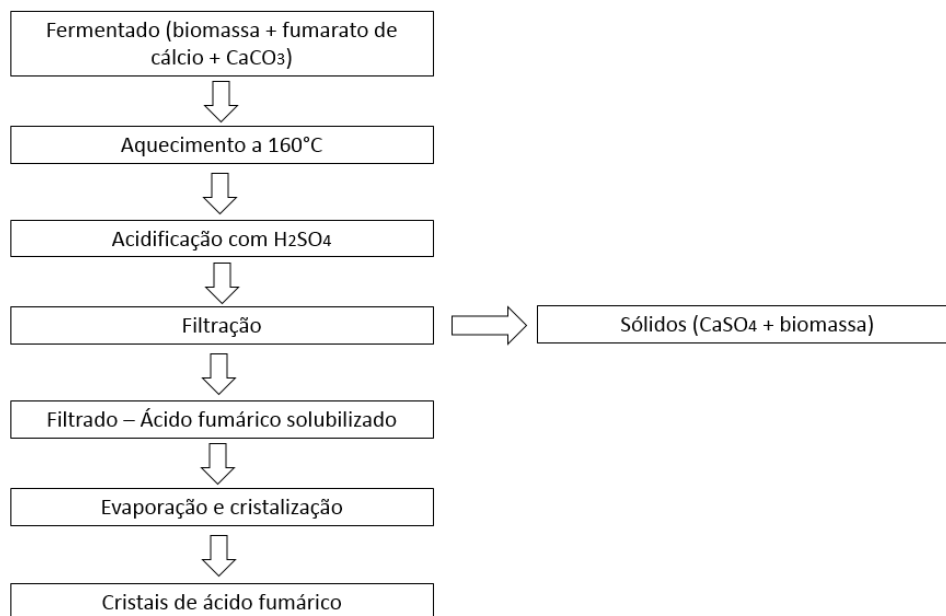 Fermentado (biomassa + fumarato de
cálcio + CaCO3)
Aquecimento a 160°C
Acidificação com H2SO4
Filtração
Sólidos (CaSO4 + biomassa)
Filtrado – Ácido fumárico solubilizado
Evaporação e cristalização
Cristais de ácido fumárico